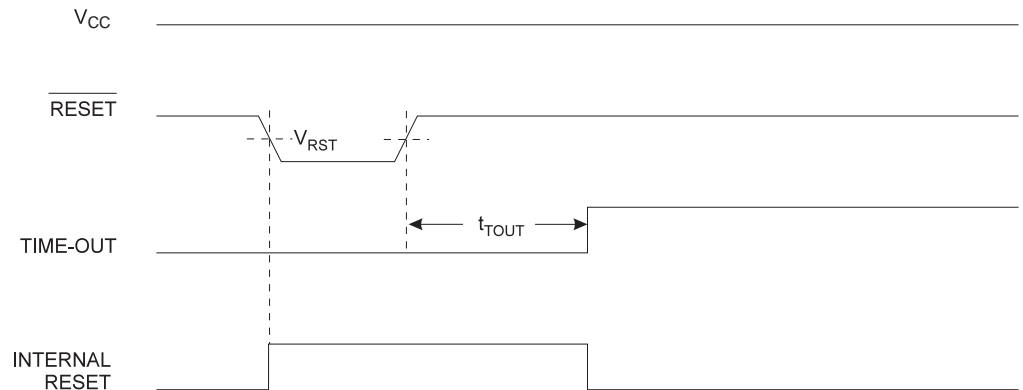 VCC
RESET
VRST
tTOUT
TIME-OUT
INTERNAL
RESET